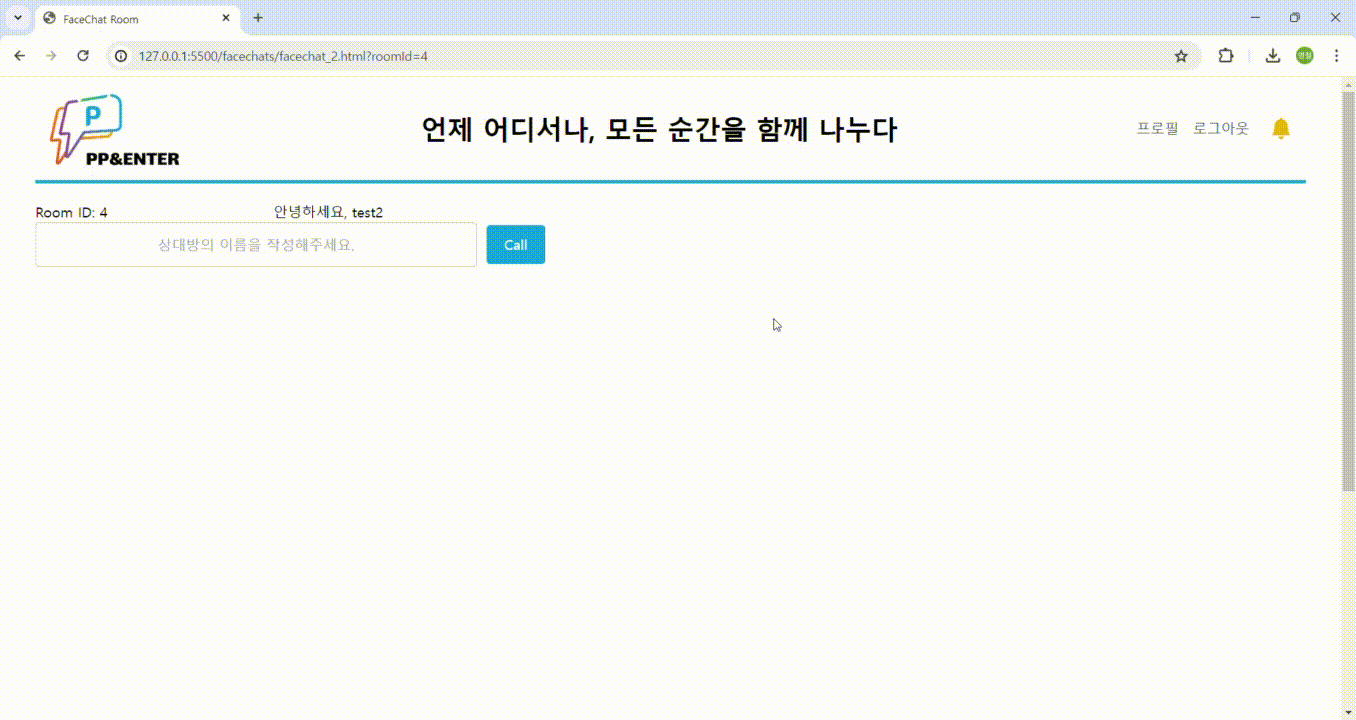 FaceChat Room
127.0.0.1:5500/facechats/facechat_2.html?roomId=4
P
PP&ENTER
언제 어디서나, 모든 순간을 함께 나누다
프로필 로그아웃
Room ID: 4 안녕하세요, test2
상대방의 이름을 작성해주세요.
Call